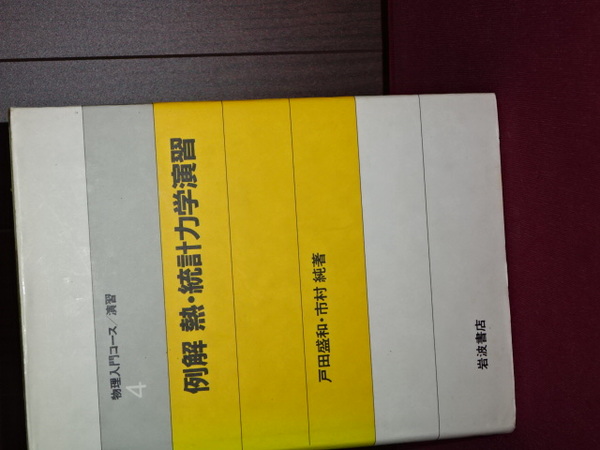 物理入門コース／演習
4
例解 熱・統計力学演習
戸田盛和・市村 純著
岩波書店